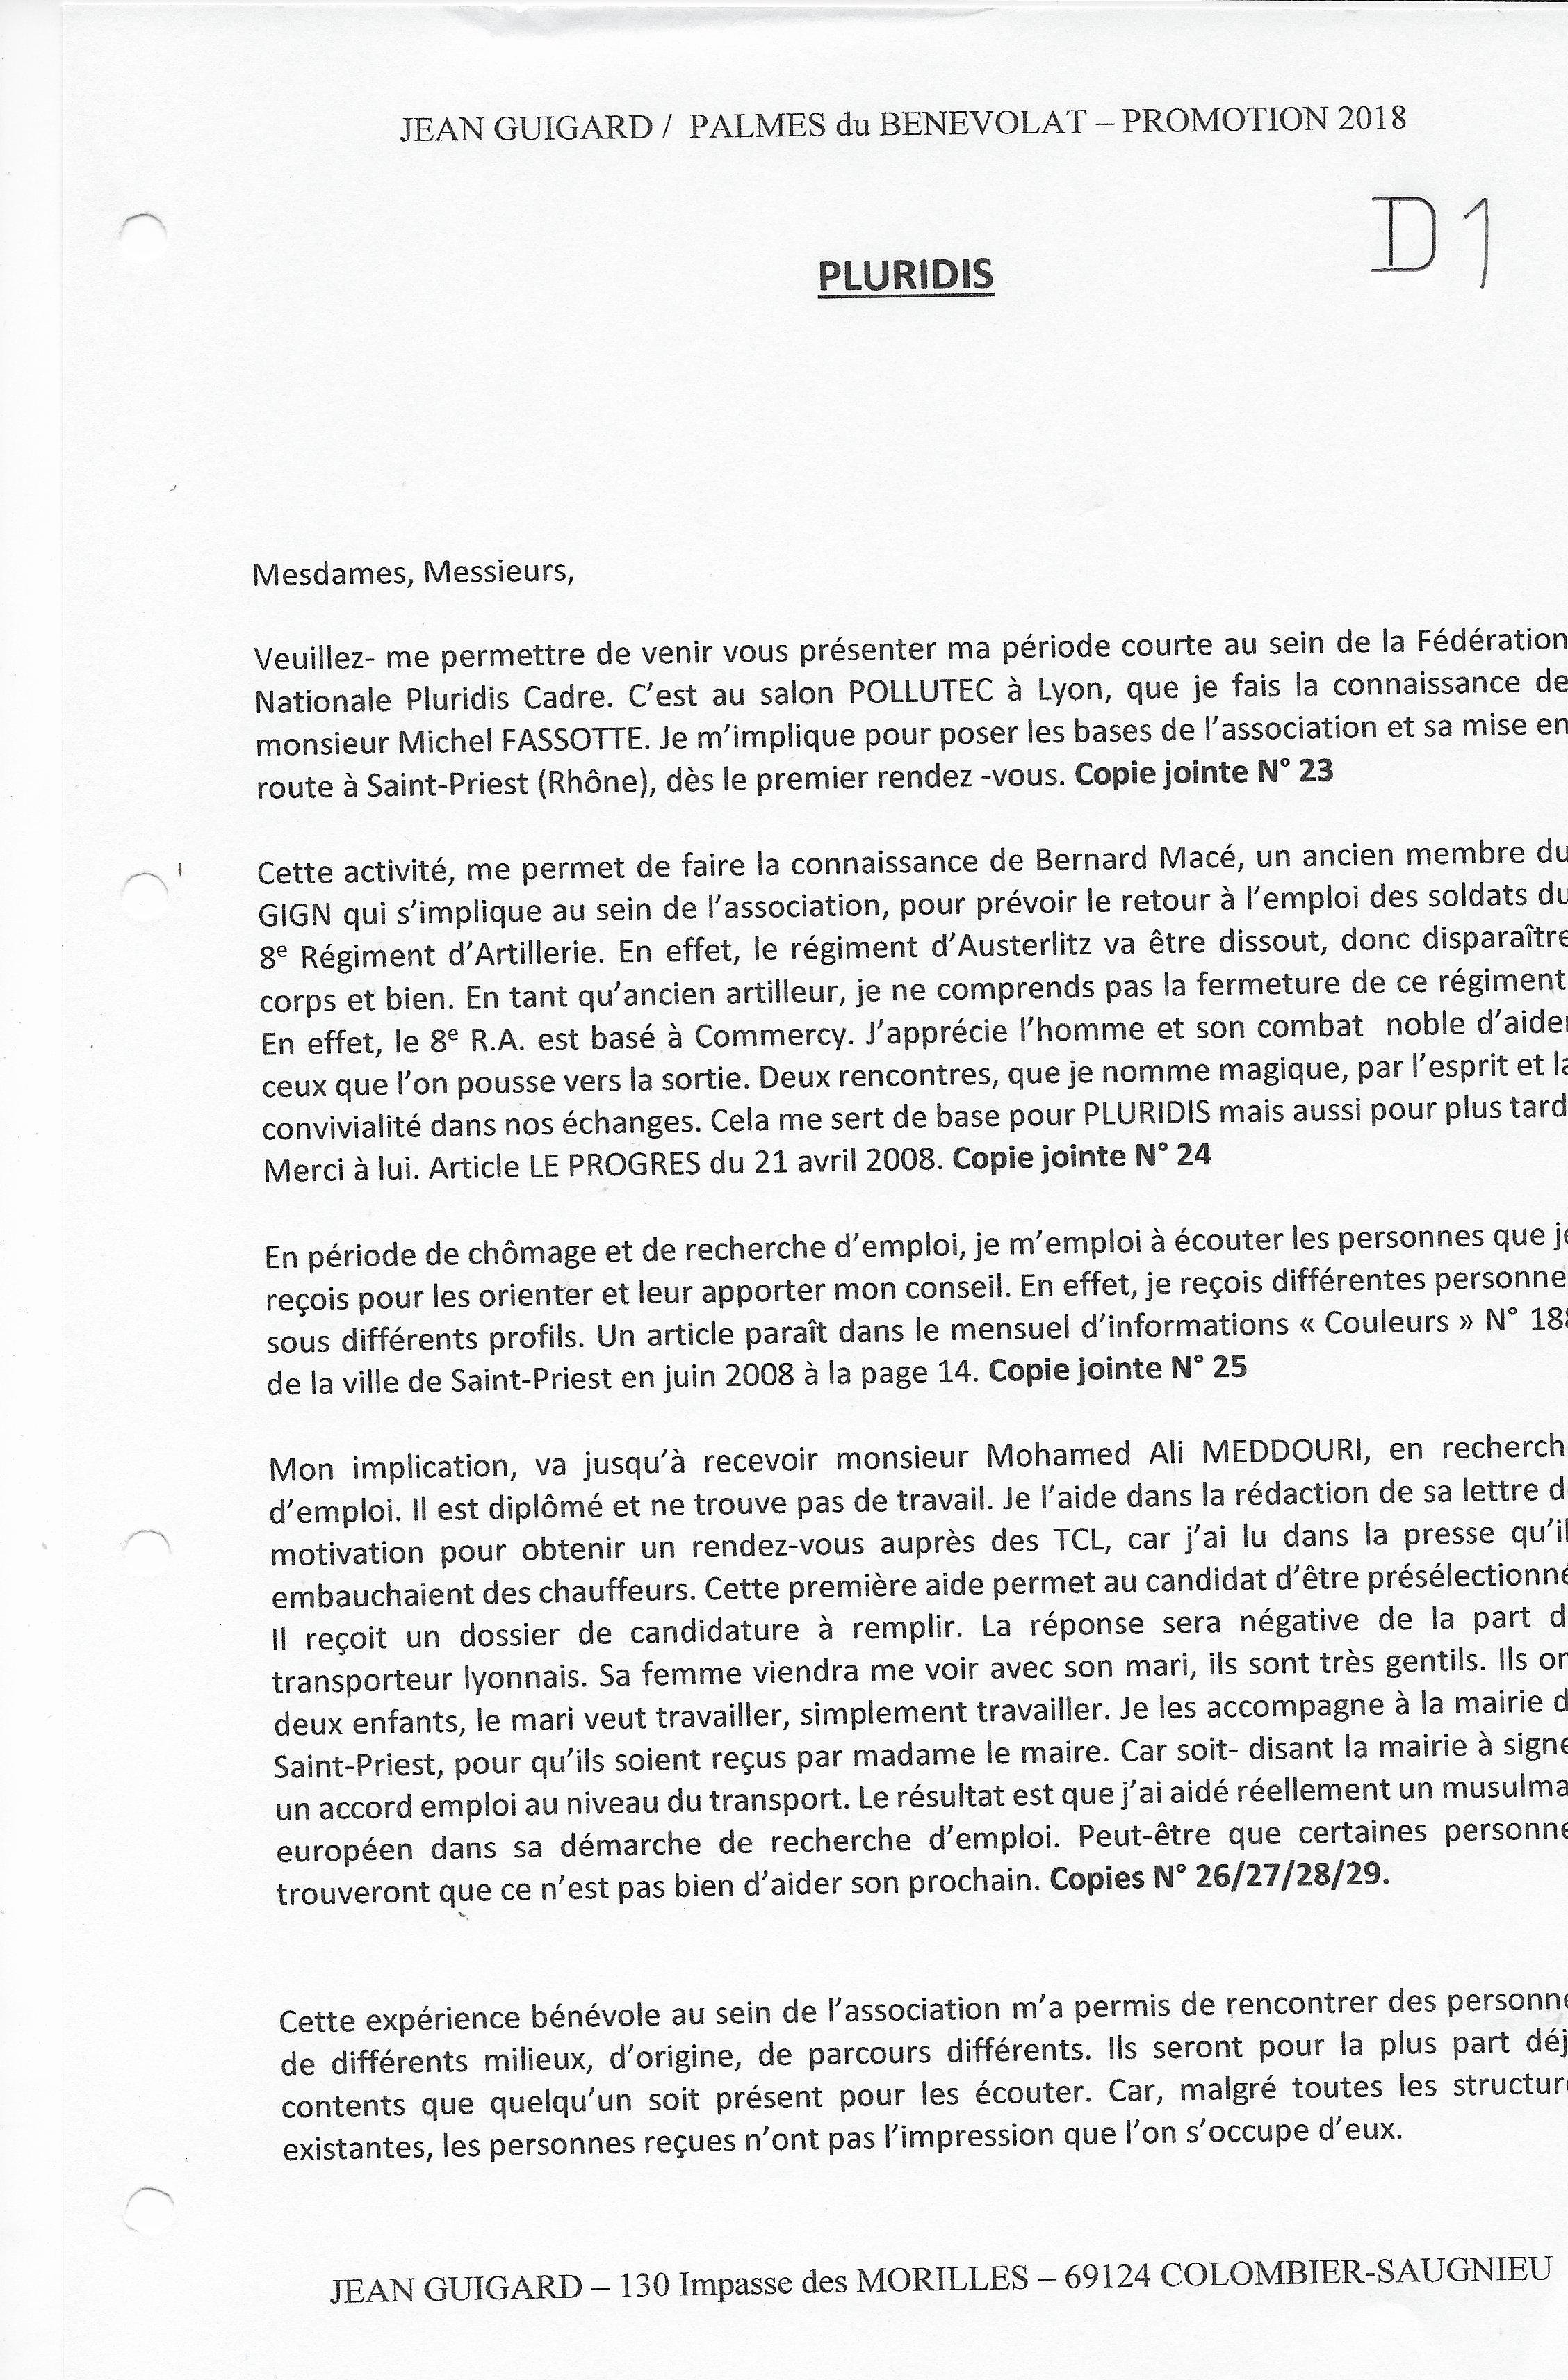 JEAN GUIGARD / PALMES du BENEVOLAT – PROMOTION 2018
D1
PLURIDIS
Mesdames, Messieurs,
Veuillez- me permettre de venir vous présenter ma période courte au sein de la Fédération
Nationale Pluridis Cadre. C’est au salon POLLUTEC à Lyon, que je fais la connaissance de
monsieur Michel FASSOTTE. Je m’implique pour poser les bases de l’association et sa mise en
route à Saint-Priest (Rhône), dès le premier rendez -vous. Copie jointe N° 23
Cette activité, me permet de faire la connaissance de Bernard Macé, un ancien membre du
GIGN qui s’implique au sein de l’association, pour prévoir le retour à l’emploi des soldats du
8e Régiment d’Artillerie. En effet, le régiment d’Austerlitz va être dissout, donc disparaître
corps et bien. En tant qu’ancien artilleur, je ne comprends pas la fermeture de ce régiment
En effet, le 8e R.A. est basé à Commercy. J’apprécie l’homme et son combat noble d’aider
ceux que l’on pousse vers la sortie. Deux rencontres, que je nomme magique, par l’esprit et la
convivialité dans nos échanges. Cela me sert de base pour PLURIDIS mais aussi pour plus tard
Merci à lui. Article LE PROGRES du 21 avril 2008. Copie jointe N° 24
En période de chômage et de recherche d’emploi, je m’emploi à écouter les personnes que je
reçois pour les orienter et leur apporter mon conseil. En effet, je reçois différentes personne
sous différents profils. Un article paraît dans le mensuel d’informations « Couleurs » N° 188
de la ville de Saint-Priest en juin 2008 à la page 14. Copie jointe N° 25
Mon implication, va jusqu’à recevoir monsieur Mohamed Ali MEDDOURI, en recherch
d’emploi. Il est diplômé et ne trouve pas de travail. Je l’aide dans la rédaction de sa lettre d
motivation pour obtenir un rendez-vous auprès des TCL, car j’ai lu dans la presse qu’il
embauchaient des chauffeurs. Cette première aide permet au candidat d’être présélectionné
Il reçoit un dossier de candidature à remplir. La réponse sera négative de la part d
transporteur lyonnais. Sa femme viendra me voir avec son mari, ils sont très gentils. Ils on
deux enfants, le mari veut travailler, simplement travailler. Je les accompagne à la mairie d
Saint-Priest, pour qu’ils soient reçus par madame le maire. Car soit- disant la mairie à signe
un accord emploi au niveau du transport. Le résultat est que j’ai aidé réellement un musulma
européen dans sa démarche de recherche d’emploi. Peut-être que certaines personne
trouveront que ce n’est pas bien d’aider son prochain. Copies N° 26/27/28/29.
Cette expérience bénévole au sein de l’association m’a permis de rencontrer des personne
de différents milieux, d’origine, de parcours différents. Ils seront pour la plus part déj
contents que quelqu’un soit présent pour les écouter. Car, malgré toutes les structure
existantes, les personnes reçues n’ont pas l’impression que l’on s’occupe d’eux.
JEAN GUIGARD – 130 Impasse des MORILLES – 69124 COLOMBIER-SAUGNIEU